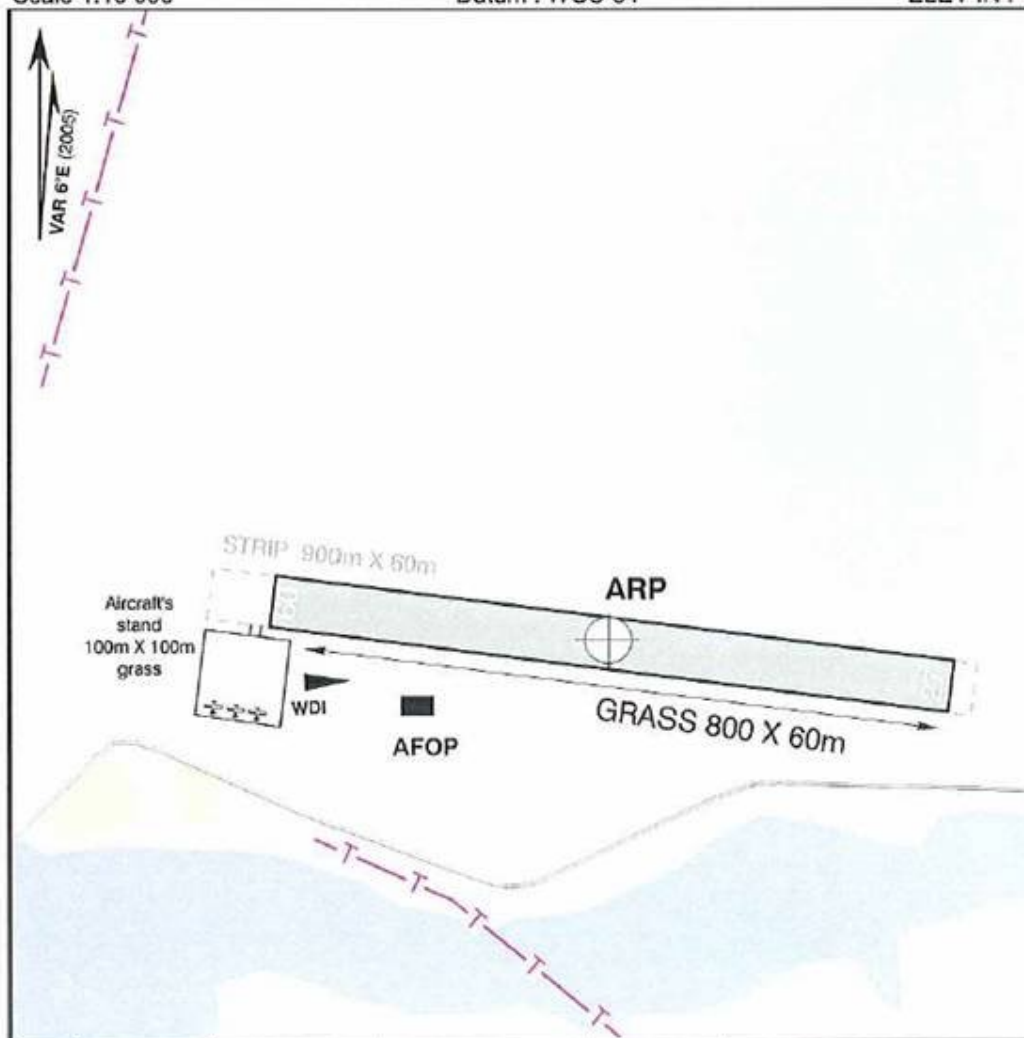 VAR 6°E (2005)
T
T
T
T
T
STRIP 900m X 60m
ARP
Aircraft's
stand
100m X 100m
grass
WDI
AFOP
GRASS 800 X 60m
T
T
T
T
T